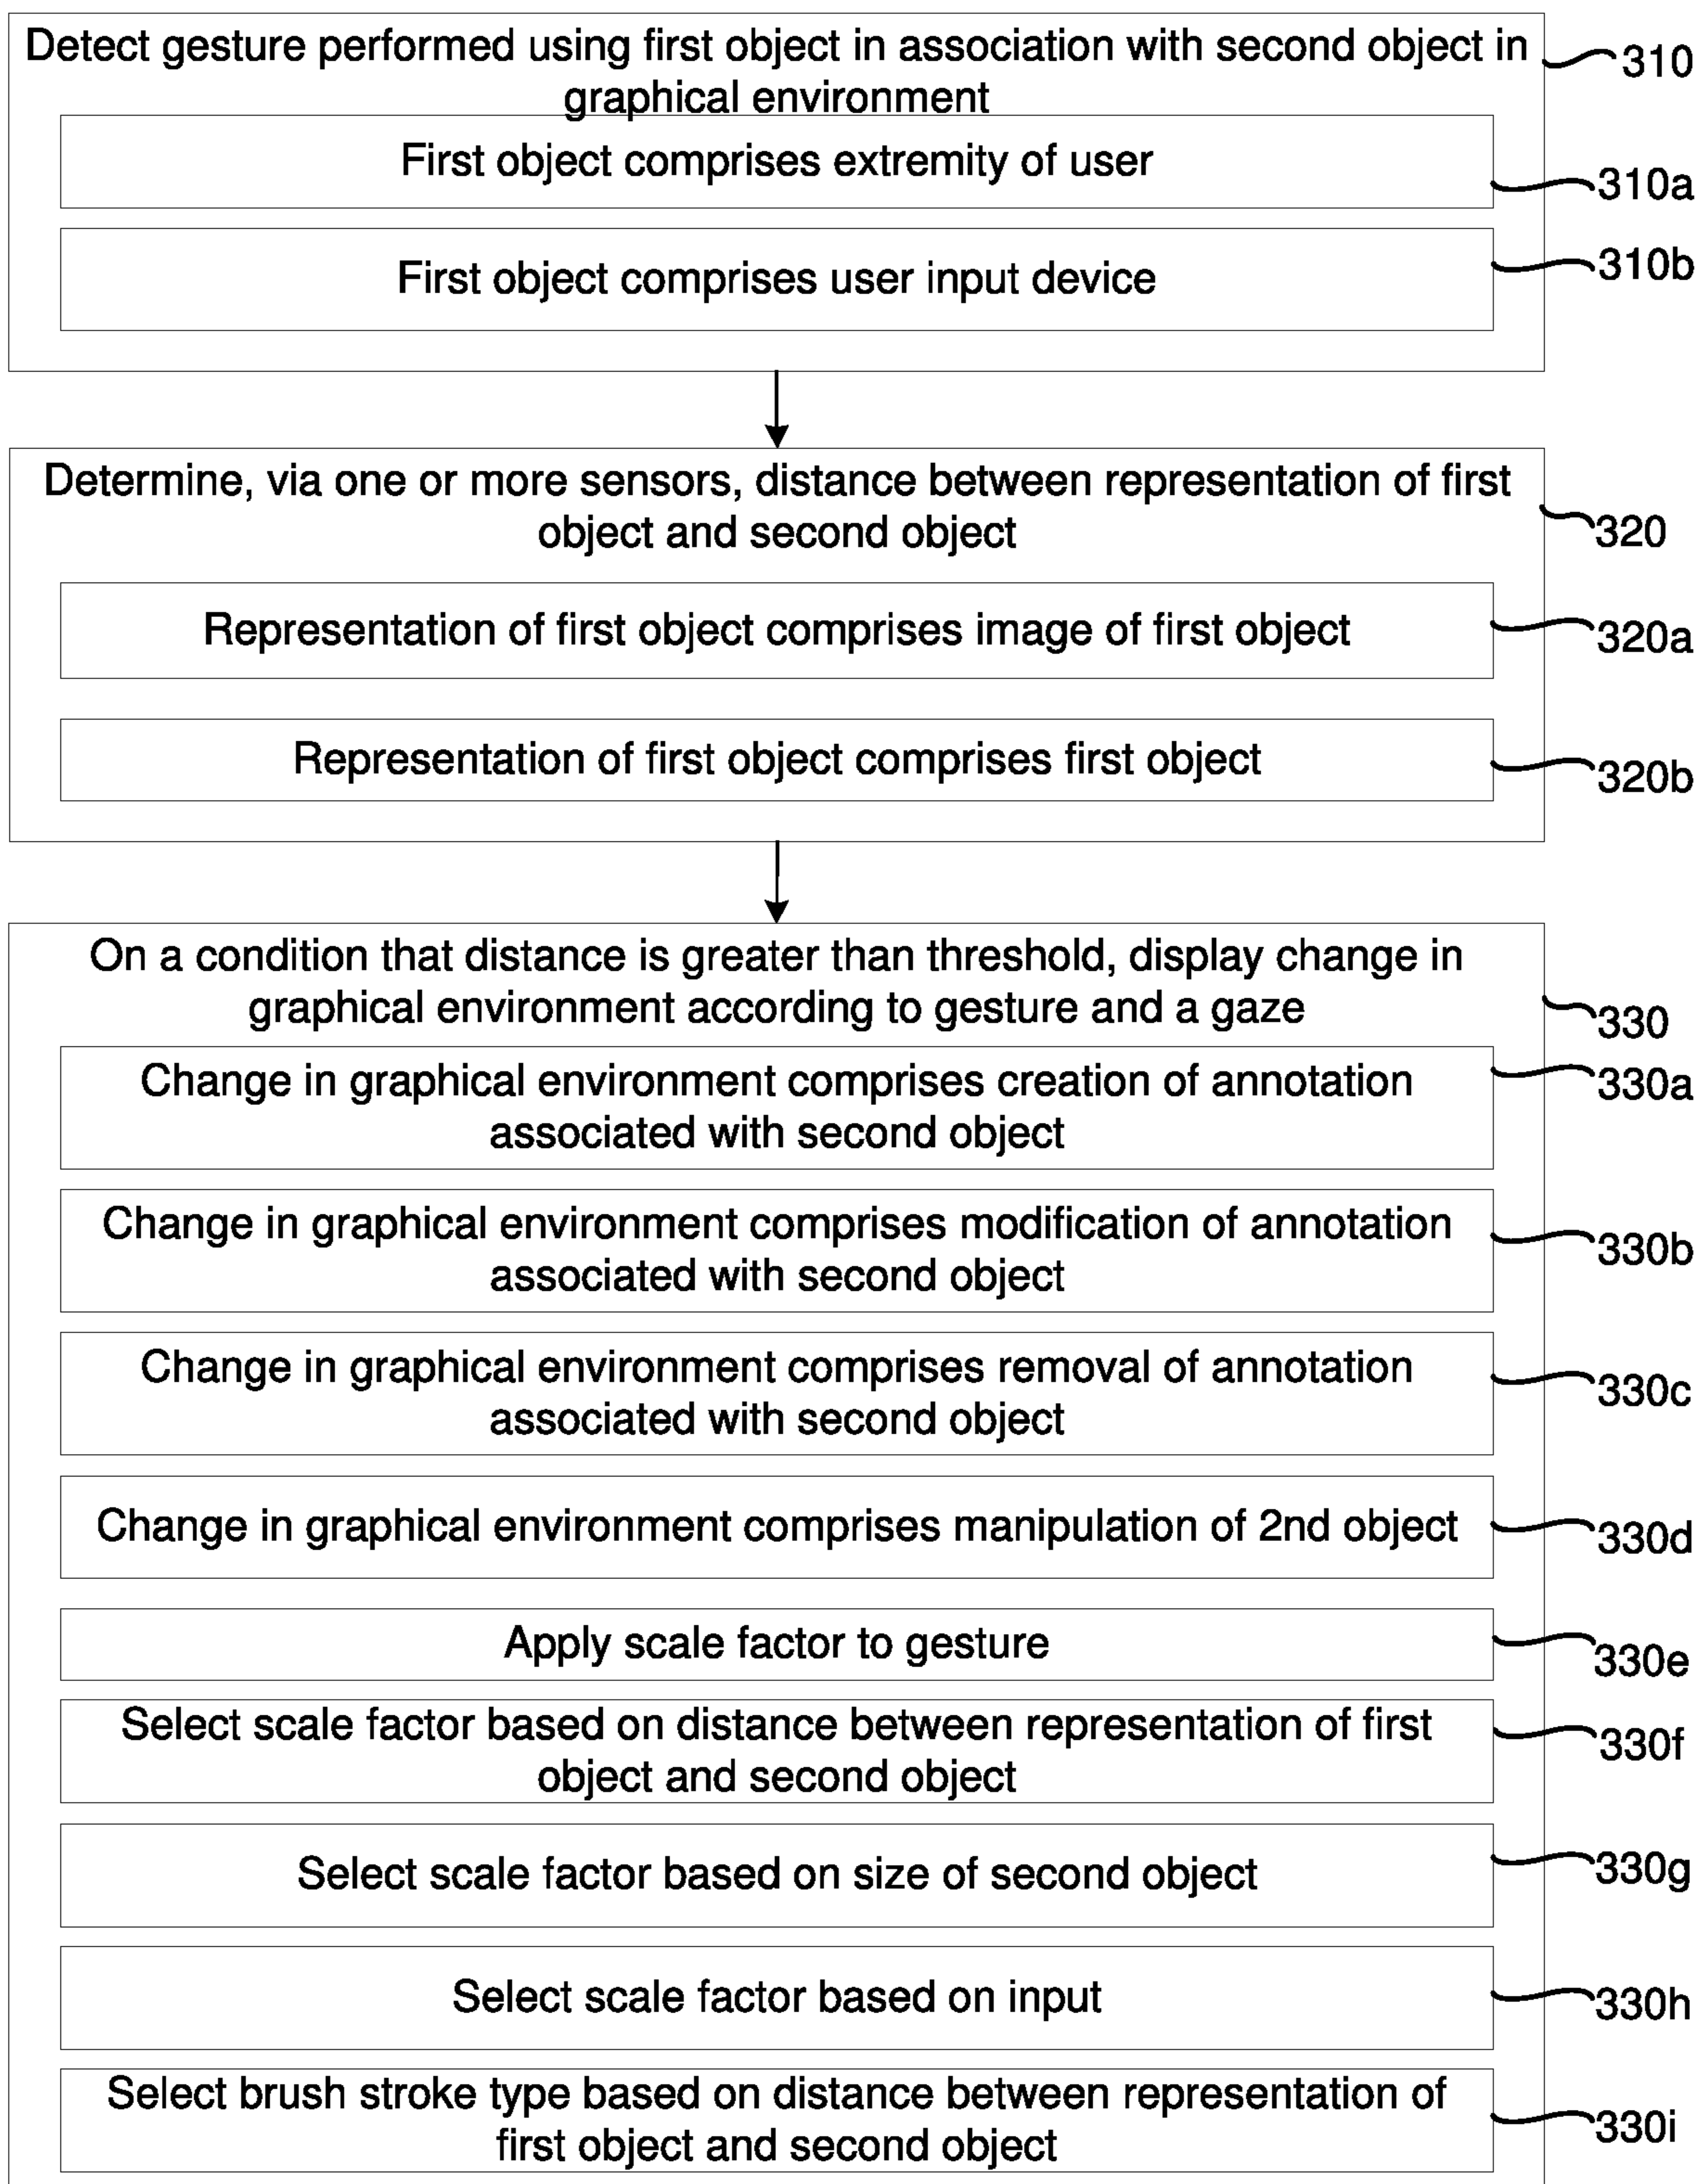 Detect gesture performed using first object in association with second object in
graphical environment
310
First object comprises extremity of user
310a
First object comprises user input device
310b
Determine, via one or more sensors, distance between representation of first
object and second object
320
Representation of first object comprises image of first object
320a
Representation of first object comprises first object
320b
On a condition that distance is greater than threshold, display change in
graphical environment according to gesture and a gaze
330
Change in graphical environment comprises creation of annotation
associated with second object
330a
Change in graphical environment comprises modification of annotation
associated with second object
330b
Change in graphical environment comprises removal of annotation
associated with second object
330c
Change in graphical environment comprises manipulation of 2nd object
330d
Apply scale factor to gesture
330e
Select scale factor based on distance between representation of first
object and second object
330f
Select scale factor based on size of second object
330g
Select scale factor based on input
330h
Select brush stroke type based on distance between representation of
first object and second object
330i